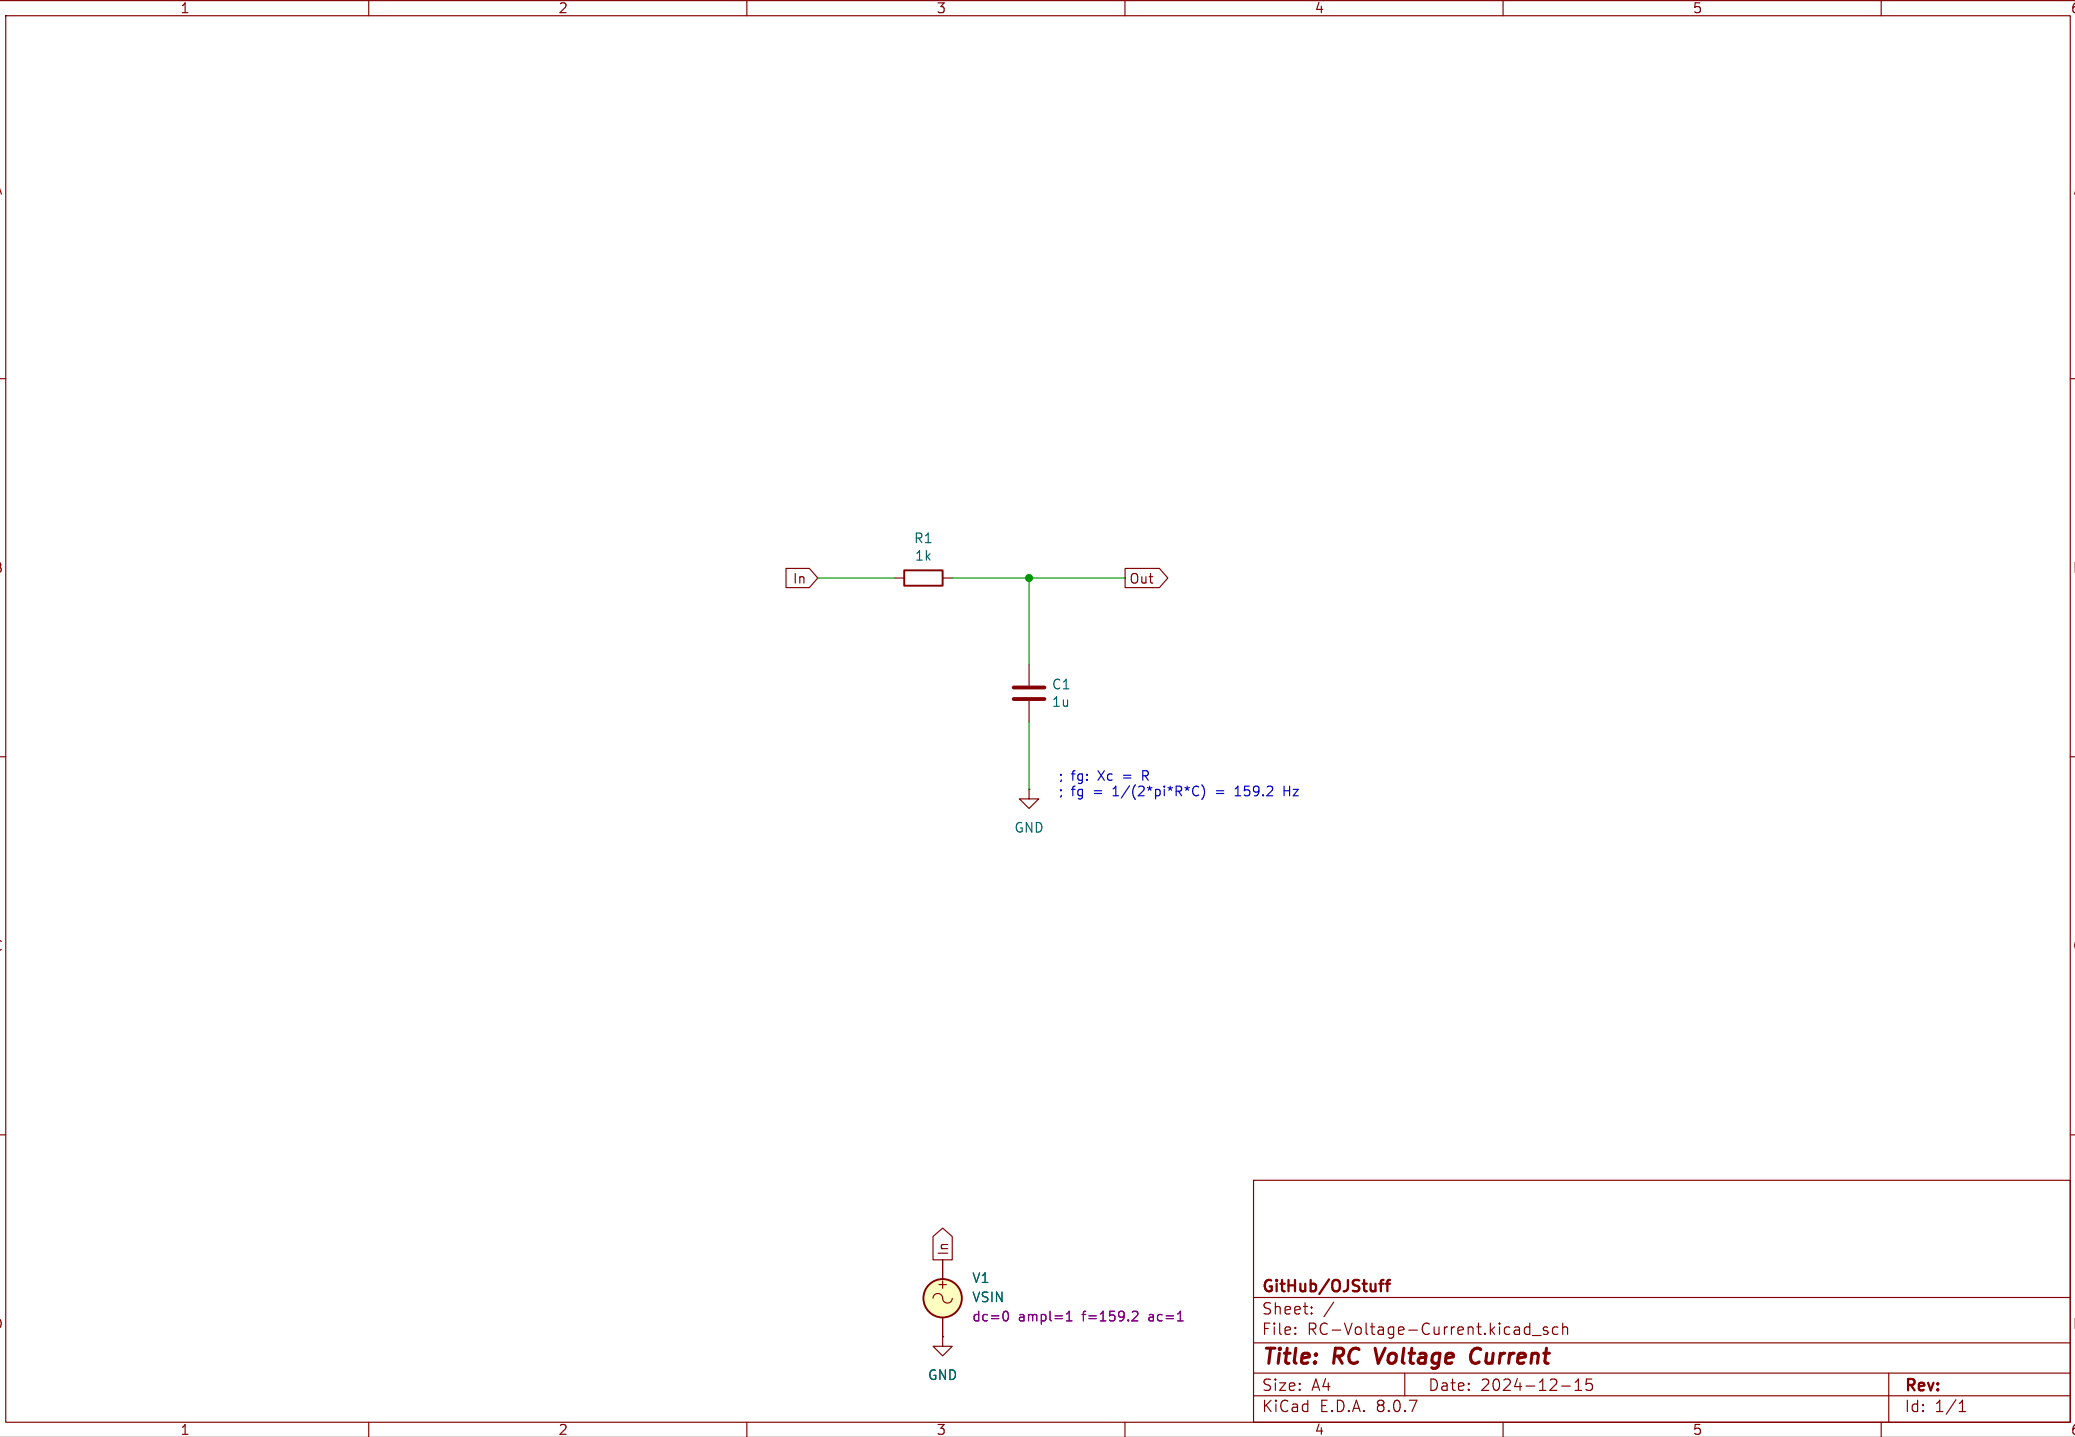 1 2 3 4 5 6
R1
1k
In
Out
C1
1u
; fg: Xc = R
; fg = 1/(2*pi*R*C) = 159.2 Hz
GND
In
V1
VSIN
dc=0 ampl=1 f=159.2 ac=1
GND
GitHub/OJStuff
Sheet: /
File: RC-Voltage-Current.kicad_sch
Title: RC Voltage Current
Size: A4 Date: 2024-12-15 Rev:
KiCad E.D.A. 8.0.7 Id: 1/1
1 2 3 4 5 6